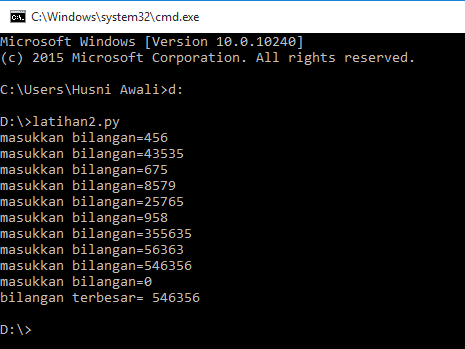 C:\Windows\system32\cmd.exe
Microsoft Windows [Version 10.0.10240]
(c) 2015 Microsoft Corporation. All rights reserved.
C:\Users\Husni Awali>d:
D:\>latihan2.py
masukkan bilangan=456
masukkan bilangan=43535
masukkan bilangan=675
masukkan bilangan=8579
masukkan bilangan=25765
masukkan bilangan=958
masukkan bilangan=355635
masukkan bilangan=56363
masukkan bilangan=546356
masukkan bilangan=0
bilangan terbesar= 546356
D:\>